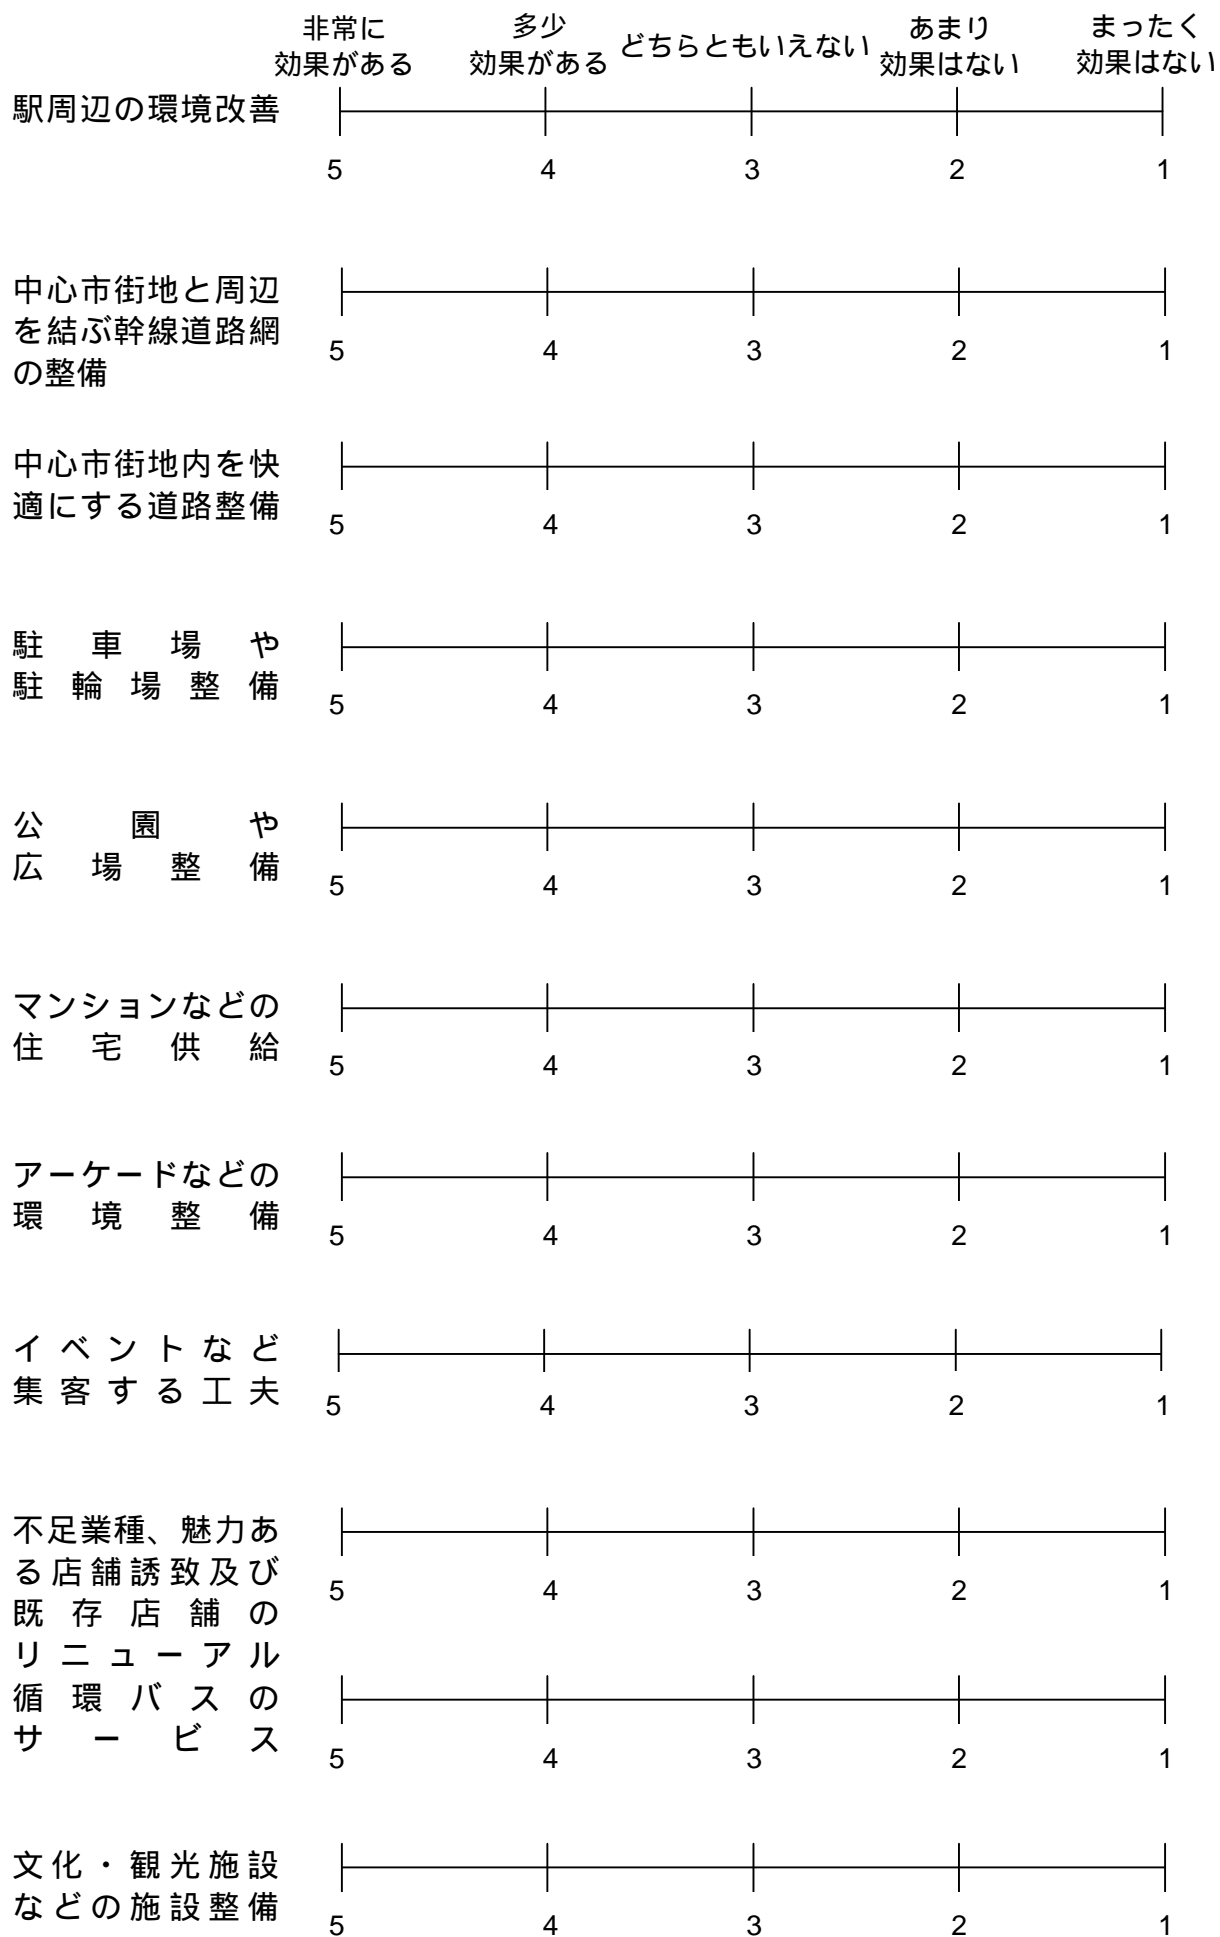 非常に
効果がある
多少
効果がある
どちらともいえない
あまり
効果はない
まったく
効果はない
駅周辺の環境改善
5 4 3 2 1
中心市街地と周辺
を結ぶ幹線道路網
の整備
5 4 3 2 1
中心市街地内を快
適にする道路整備
5 4 3 2 1
駐車場や
駐輪場整備
5 4 3 2 1
公園や
広場整備
5 4 3 2 1
マンションなどの
住宅供給
5 4 3 2 1
アーケードなどの
環境整備
5 4 3 2 1
イベントなど
集客する工夫
5 4 3 2 1
不足業種、魅力あ
る店舗誘致及び
既存店舗の
リニューアル
5 4 3 2 1
循環バスの
サービス
5 4 3 2 1
文化・観光施設
などの施設整備
5 4 3 2 1